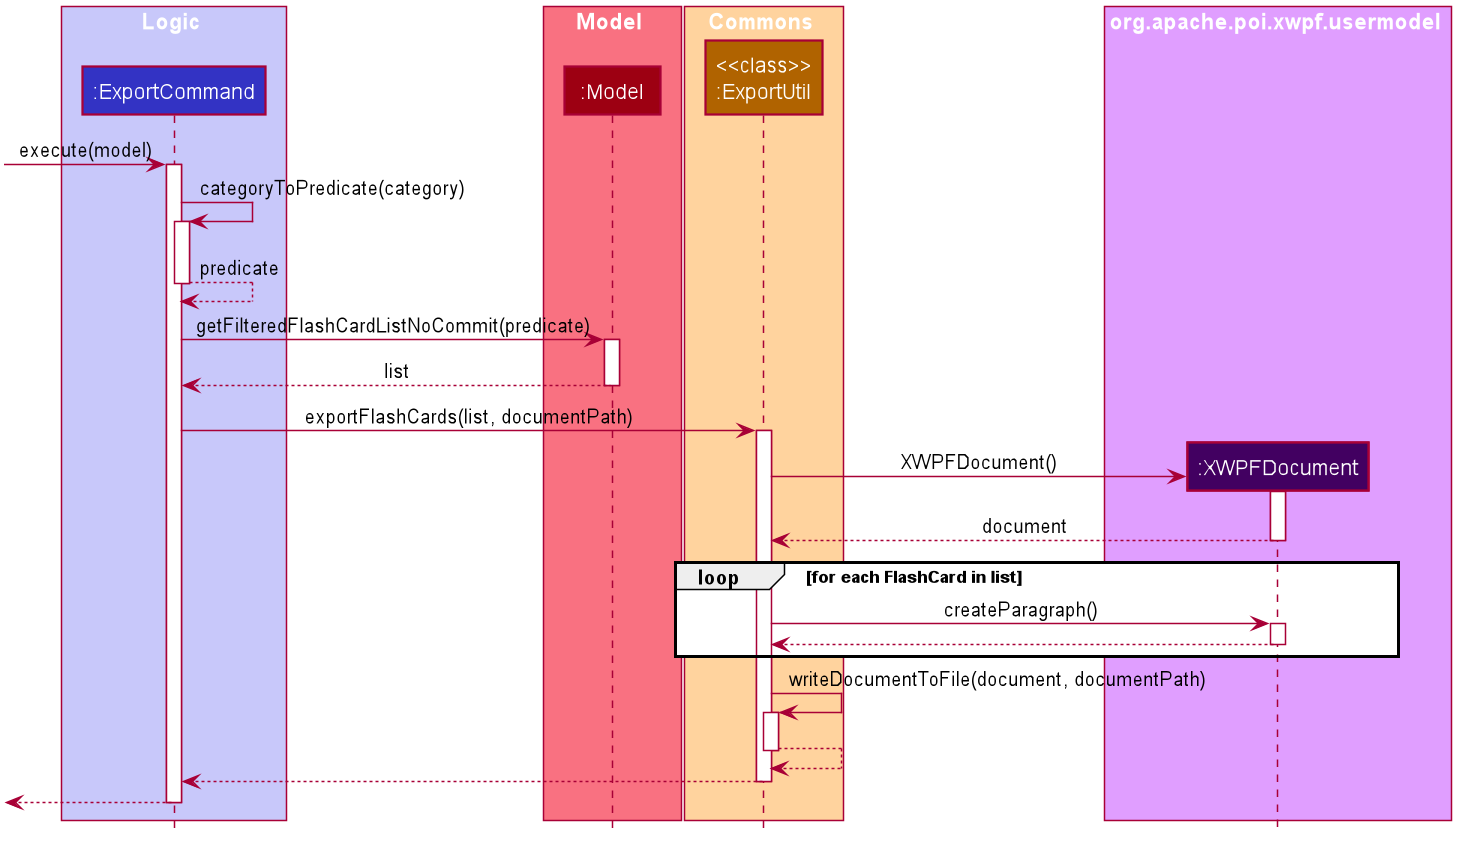 Logic
Model
Commons
org.apache.poi.xwpf.usermodel
:ExportCommand
:Model
<<class>>
:ExportUtil
execute(model)
categoryToPredicate(category)
predicate
getFilteredFlashCardListNoCommit(predicate)
list
exportFlashCards(list, documentPath)
XWPFDocument()
:XWPFDocument
document
loop
[for each FlashCard in list]
createParagraph()
writeDocumentToFile(document, documentPath)